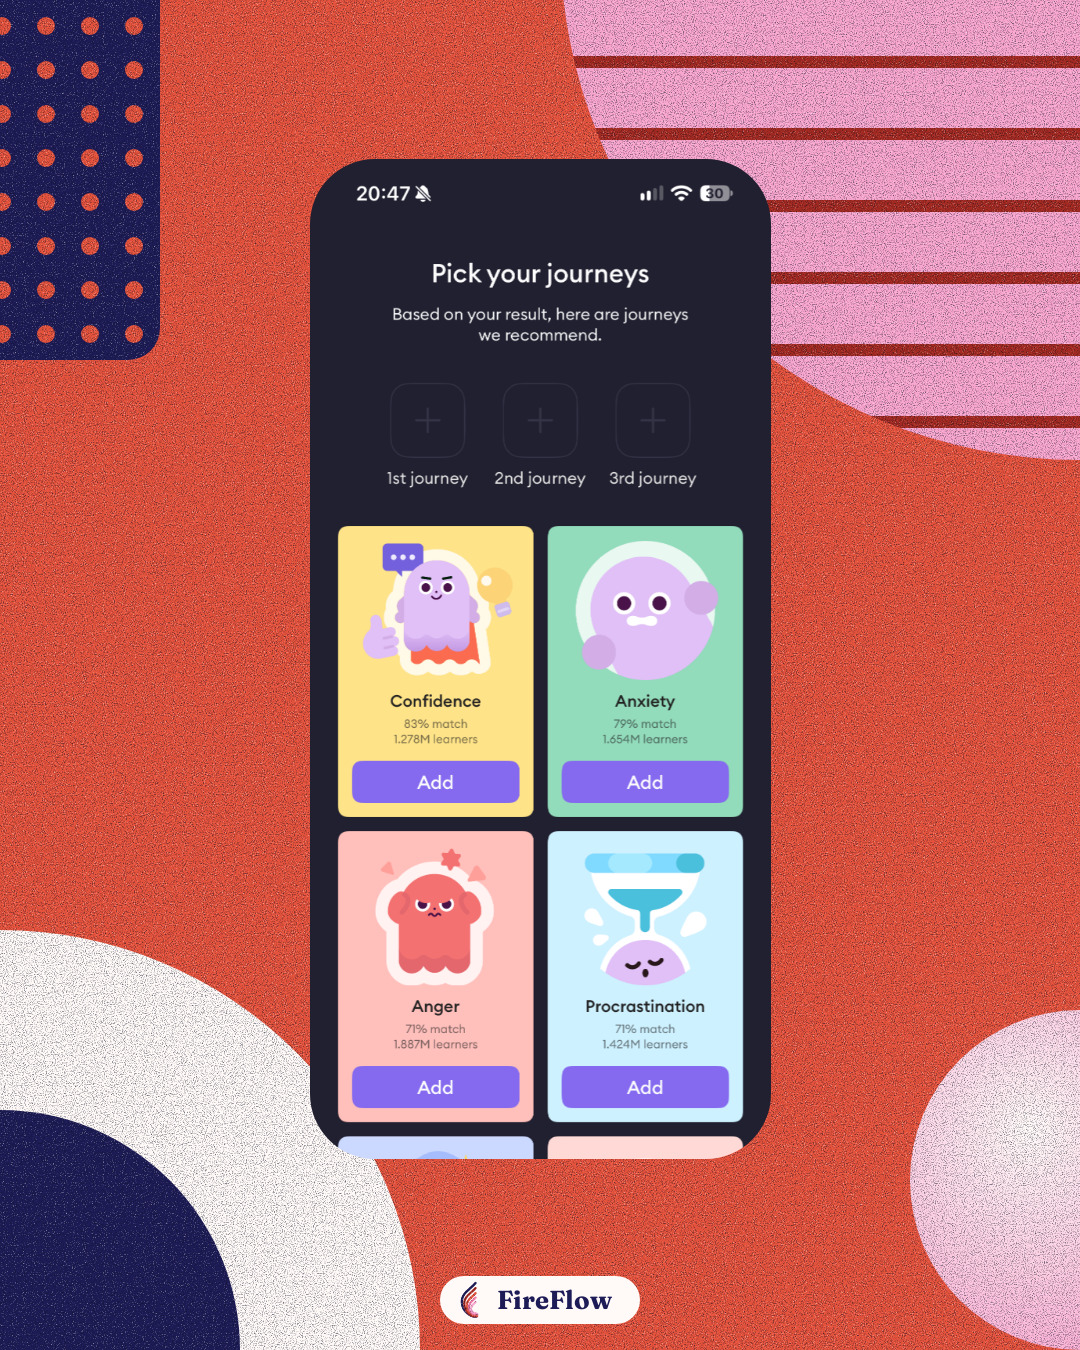 20:47
30
Pick your journeys
Based on your result, here are journeys
we recommend.
1st journey
2nd journey
3rd journey
Confidence
83% match
1.278M learners
Add
Anxiety
79% match
1.654M learners
Add
Anger
71% match
1.887M learners
Add
Procrastination
71% match
1.424M learners
Add
FireFlow